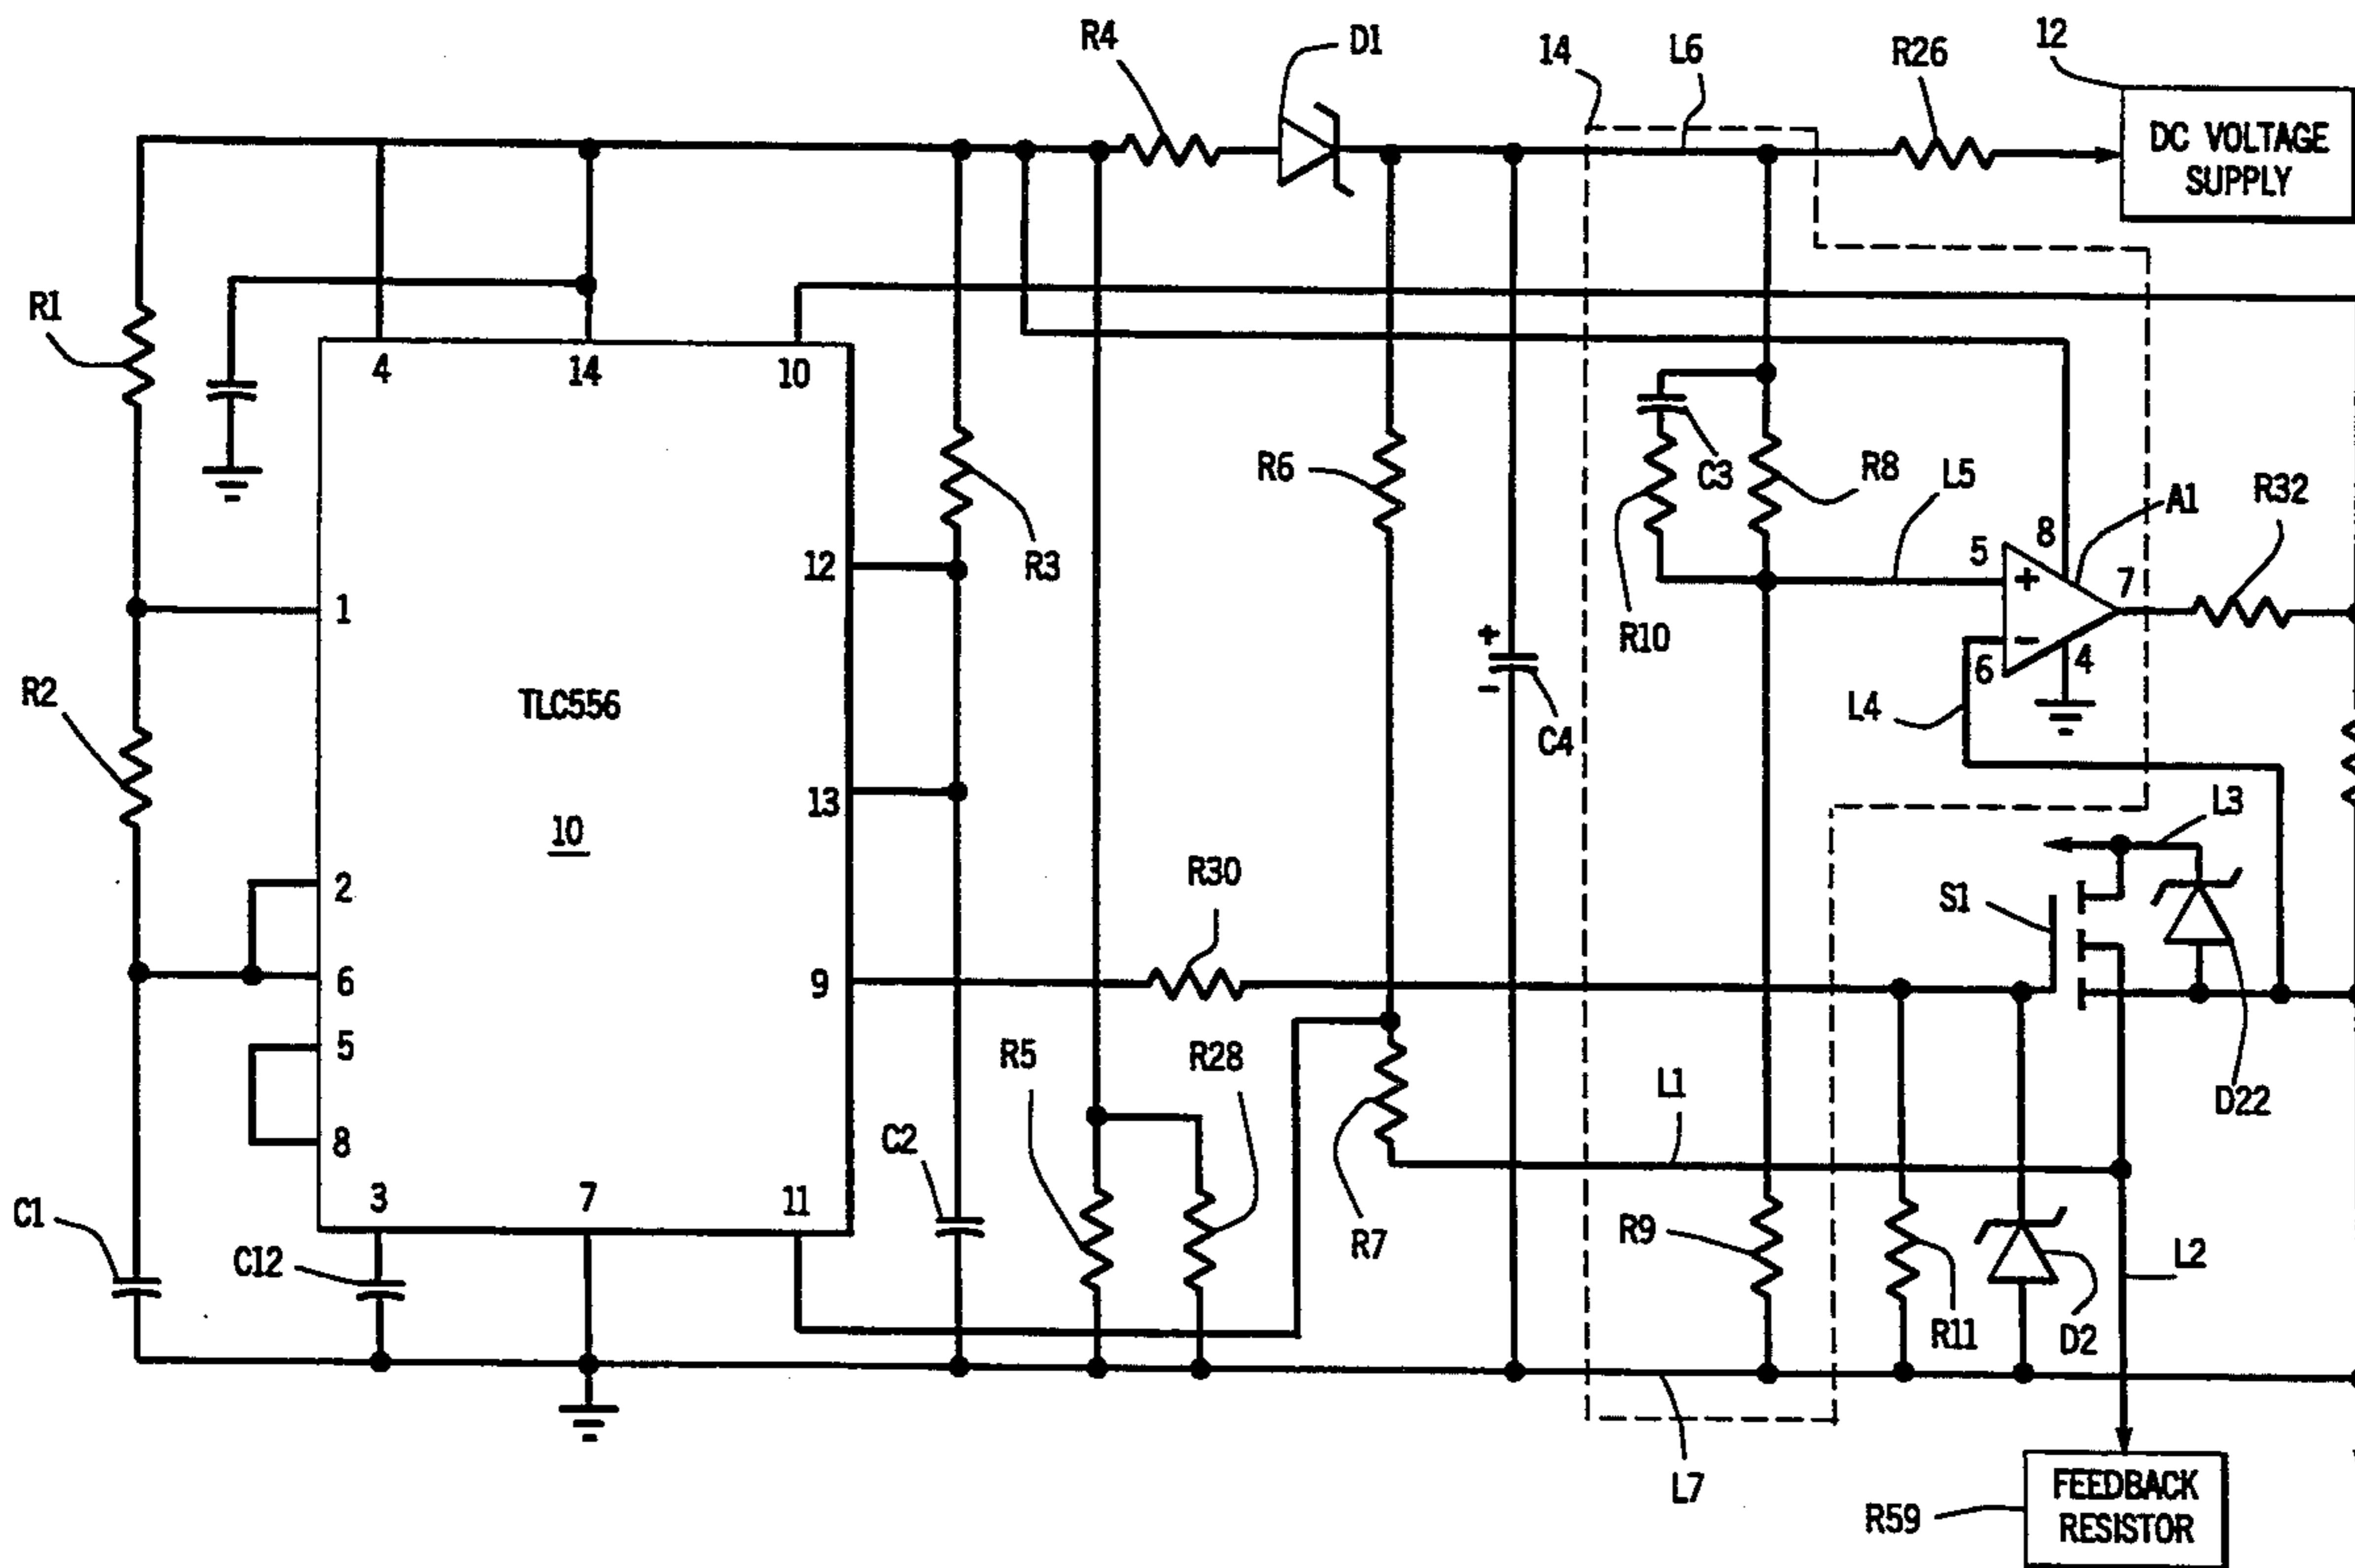 R4
D1
14
L6
R26
12
DC VOLTAGE
SUPPLY
R1
4
14
10
R6
C3
R8
L5
A1
R32
R3
12
5
8
+
7
1
R10
+
−
6
4
R2
TLC556
L4
−
C4
13
L3
10
2
R30
S1
6
9
5
R5
R28
L1
D22
8
C2
3
7
11
C1
C12
R7
R9
L2
R11
D2
L7
R59
FEEDBACK
RESISTOR